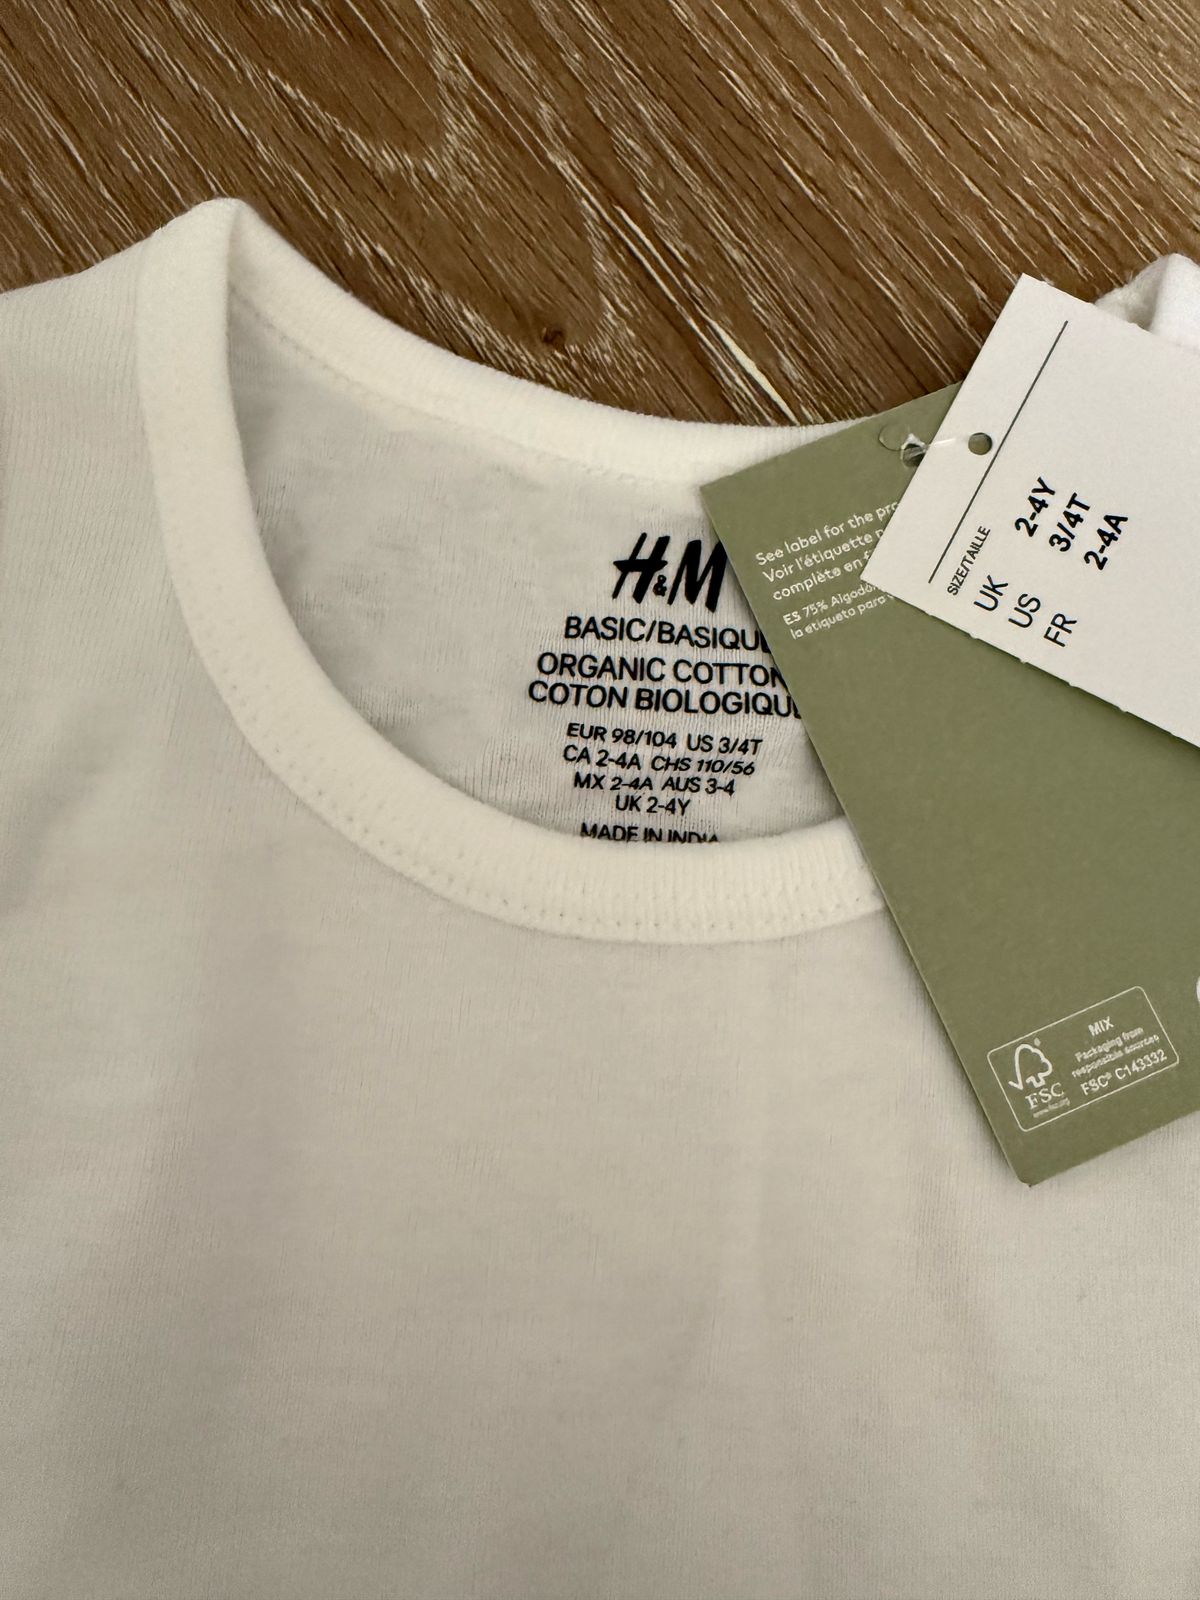 H&M
BASIC/BASIQU
ORGANIC COTTON
COTON BIOLOGIQU
EUR 98/104 US 3/4T
CA 2-4A CHS 110/56
MX 2-4A AUS 3-4
UK 2-4Y
MADE IN INDIA
See label for the
Voir l'étiquette
complète en
ES 75%
la etiqueta para
SIZE/TAILLE
UK 2-4Y
US 3/4T
FR 2-4A
FSC
MIX
Packaging from
responsible sources
FSC® C143332